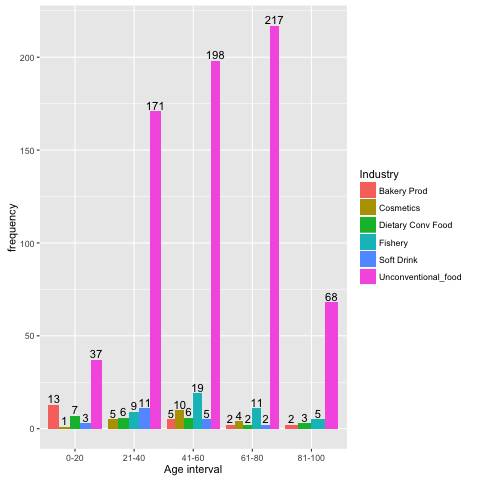 217
198
171
68
37
13 1 7 3
5 6 9 11
5 10 6 19 5
2 4 2 11 2
2 3 5
200
150
100
50
0
frequency
0-20 21-40 41-60 61-80 81-100
Age interval
Industry
Bakery Prod
Cosmetics
Dietary Conv Food
Fishery
Soft Drink
Unconventional_food